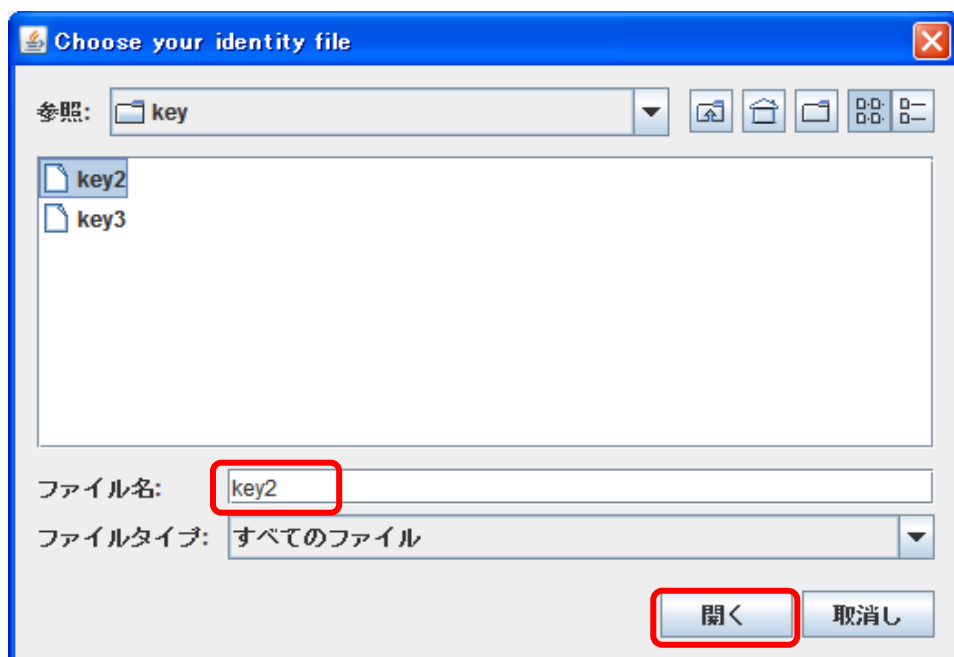 Choose your identity file
参照: key
key2
key3
ファイル名: key2
ファイルタイプ: すべてのファイル
開く 取消し